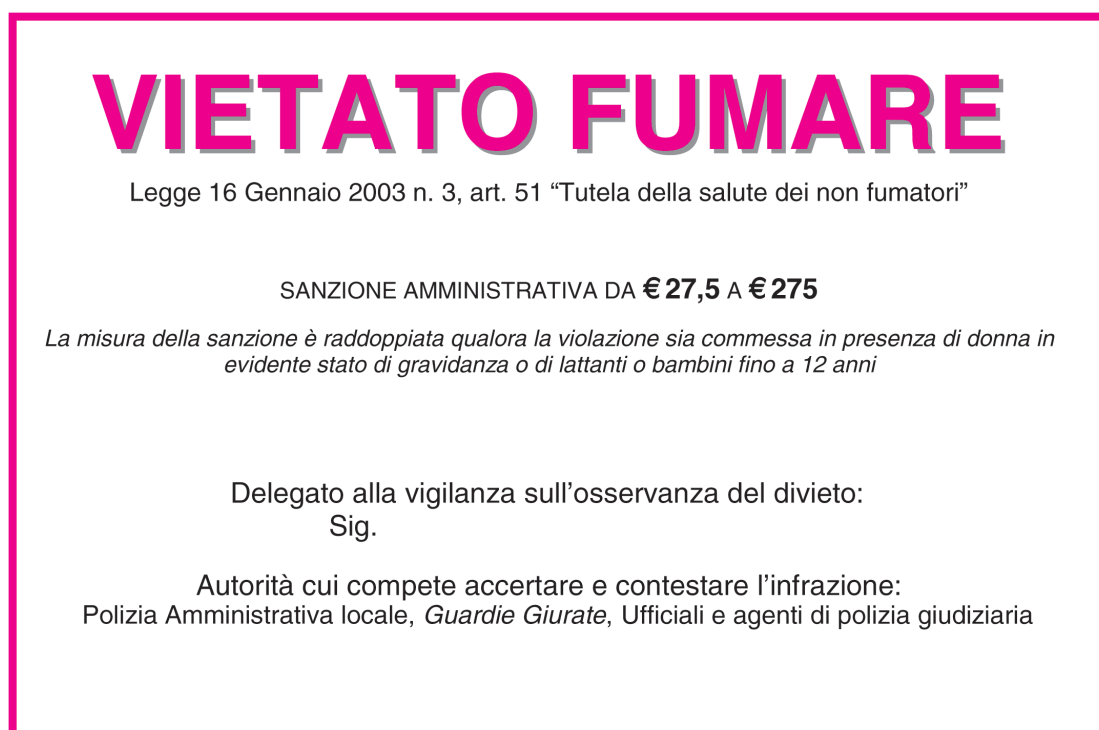 VIETATO FUMARE
Legge 16 Gennaio 2003 n. 3, art. 51 “Tutela della salute dei non fumatori”
SANZIONE AMMINISTRATIVA DA € 27,5 A € 275
La misura della sanzione è raddoppiata qualora la violazione sia commessa in presenza di donna in
evidente stato di gravidanza o di lattanti o bambini fino a 12 anni
Delegato alla vigilanza sull’osservanza del divieto:
Sig.
Autorità cui compete accertare e contestare l’infrazione:
Polizia Amministrativa locale, Guardie Giurate, Ufficiali e agenti di polizia giudiziaria